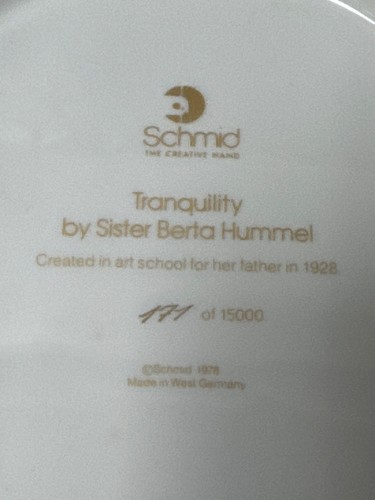 Schmid
THE CREATIVE HAND
Tranquility
by Sister Berta Hummel
Created in art school for her father in 1928.
171 of 15000
©Schmid 1978
Made in West Germany